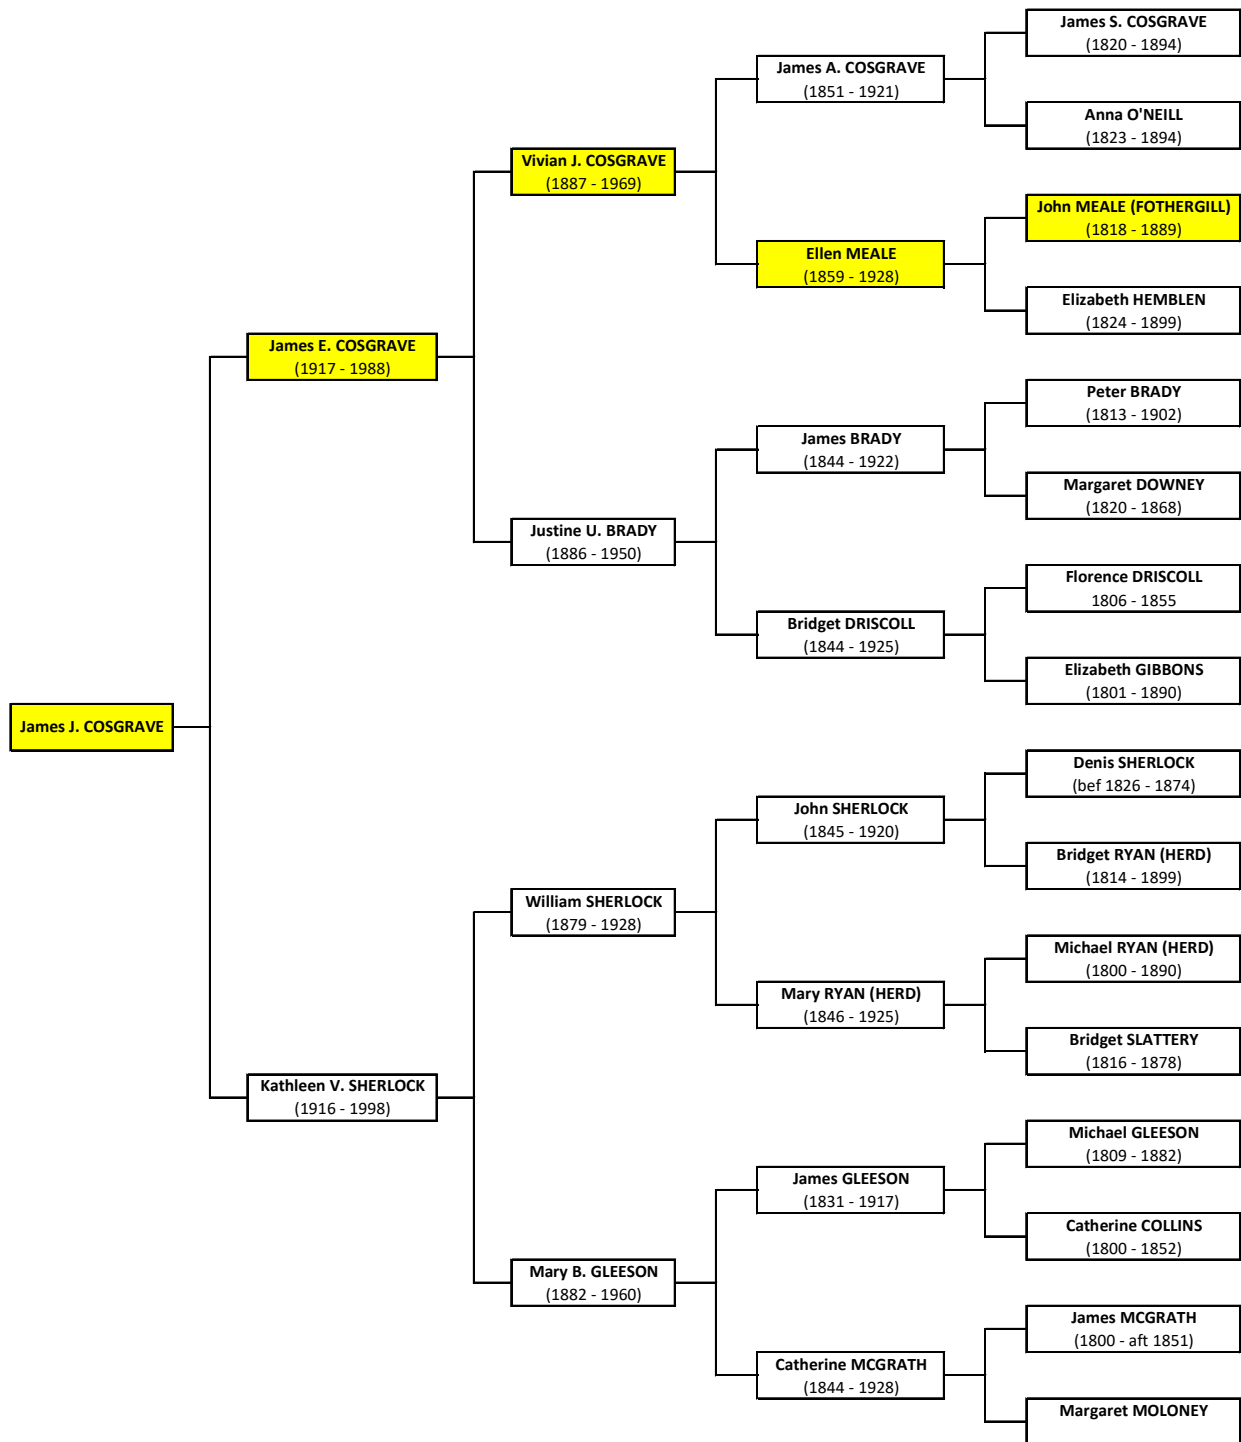 James S. COSGRAVE
(1820 - 1894)
James A. COSGRAVE
(1851 - 1921)
Anna O'NEILL
(1823 - 1894)
Vivian J. COSGRAVE
(1887 - 1969)
John MEALE (FOTHERGILL)
(1818 - 1889)
Ellen MEALE
(1859 - 1928)
Elizabeth HEMBLEN
(1824 - 1899)
James E. COSGRAVE
(1917 - 1988)
Peter BRADY
(1813 - 1902)
James BRADY
(1844 - 1922)
Margaret DOWNEY
(1820 - 1868)
Justine U. BRADY
(1886 - 1950)
Florence DRISCOLL
1806 - 1855
Bridget DRISCOLL
(1844 - 1925)
Elizabeth GIBBONS
(1801 - 1890)
James J. COSGRAVE
Denis SHERLOCK
(bef 1826 - 1874)
John SHERLOCK
(1845 - 1920)
Bridget RYAN (HERD)
(1814 - 1899)
William SHERLOCK
(1879 - 1928)
Michael RYAN (HERD)
(1800 - 1890)
Mary RYAN (HERD)
(1846 - 1925)
Bridget SLATTERY
(1816 - 1878)
Kathleen V. SHERLOCK
(1916 - 1998)
Michael GLEESON
(1809 - 1882)
James GLEESON
(1831 - 1917)
Catherine COLLINS
(1800 - 1852)
Mary B. GLEESON
(1882 - 1960)
James MCGRATH
(1800 - aft 1851)
Catherine MCGRATH
(1844 - 1928)
Margaret MOLONEY